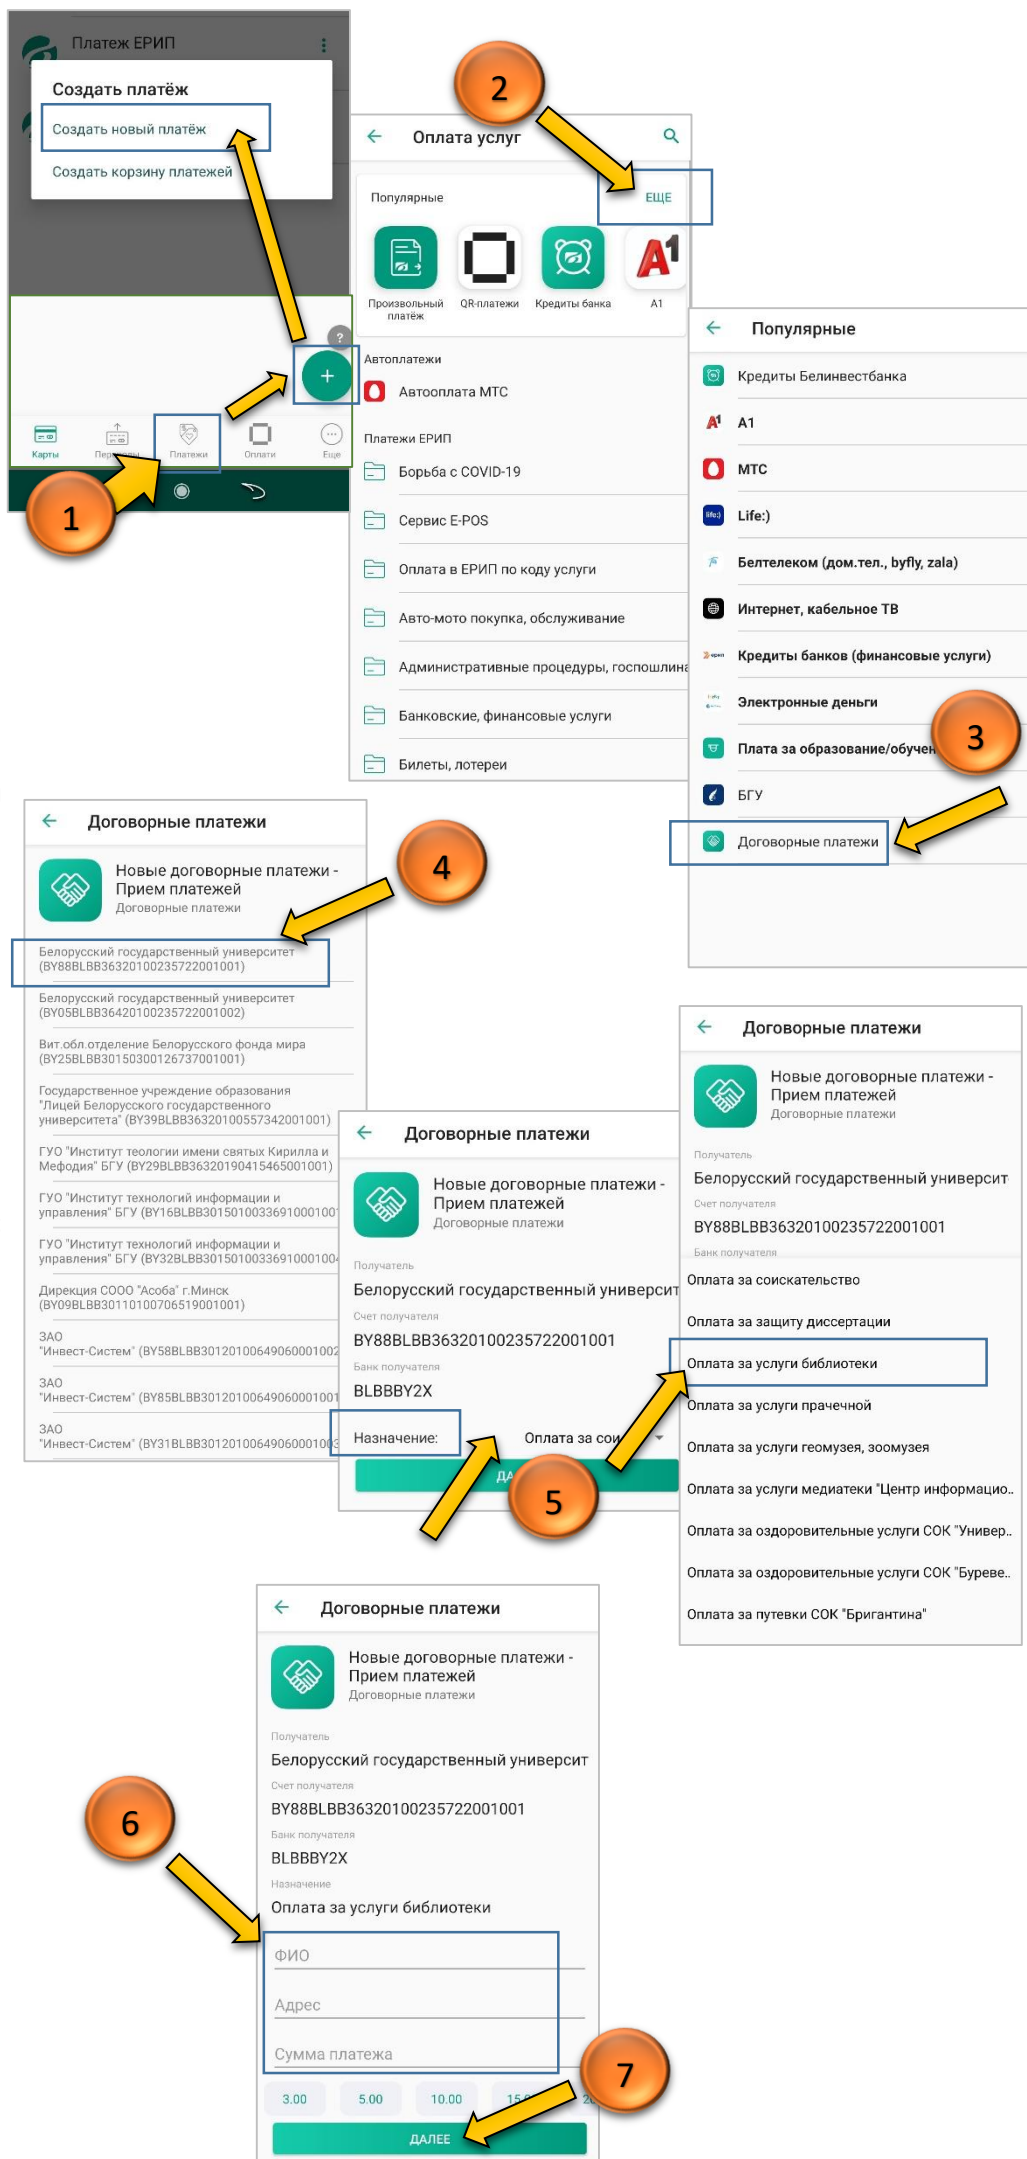 Платеж ЕРИП
Создать платёж
Создать новый платёж
Создать корзину платежей
?
+
Карты
Платежи
Оплати
Еще
1
2
Оплата услуг
Популярные
ЕЩЕ
Произвольный
платёж
QR-платежи
Кредиты банка
А1
Автоплатежи
Автооплата МТС
Платежи ЕРИП
Борьба с COVID-19
Сервис E-POS
Оплата в ЕРИП по коду услуги
Авто-мото покупка, обслуживание
Административные процедуры, госпошлина
Банковские, финансовые услуги
Билеты, лотереи
Популярные
Кредиты Белинвестбанка
А1
МТС
life:)
Life:)
Белтелеком (дом.тел., byfly, zala)
Интернет, кабельное ТВ
Кредиты банков (финансовые услуги)
Электронные деньги
Плата за образование/обучен
БГУ
Договорные платежи
3
Договорные платежи
Новые договорные платежи -
Прием платежей
Договорные платежи
Белорусский государственный университет
(BY88BLBB36320100235722001001)
Белорусский государственный университет
(BY05BLBB36420100235722001002)
Вит.обл.отделение Белорусского фонда мира
(BY25BLBB30150300126737001001)
Государственное учреждение образования
"Лицей Белорусского государственного
университета" (BY39BLBB36320100557342001001)
ГУО "Институт теологии имени святых Кирилла и
Мефодия" БГУ (BY29BLBB36320190415465001001)
ГУО "Институт технологий информации и
управления" БГУ (BY16BLBB30150100336910001001
ГУО "Институт технологий информации и
управления" БГУ (BY32BLBB30150100336910001004
Дирекция СООО "Асоба" г.Минск
(BY09BLBB30110100706519001001)
ЗАО
"Инвест-Систем" (BY58BLBB30120100649060001002
ЗАО
"Инвест-Систем" (BY85BLBB30120100649060001001
ЗАО
"Инвест-Систем" (BY31BLBB30120100649060001003
4
Договорные платежи
Новые договорные платежи -
Прием платежей
Договорные платежи
Получатель
Белорусский государственный университ
Счет получателя
BY88BLBB36320100235722001001
Банк получателя
BLBBBY2X
Назначение:
Оплата за сои
5
Договорные платежи
Новые договорные платежи -
Прием платежей
Договорные платежи
Получатель
Белорусский государственный университ
Счет получателя
BY88BLBB36320100235722001001
Банк получателя
Оплата за соискательство
Оплата за защиту диссертации
Оплата за услуги библиотеки
Оплата за услуги прачечной
Оплата за услуги геомузея, зоомузея
Оплата за услуги медиатеки "Центр информацио..
Оплата за оздоровительные услуги СОК "Универ..
Оплата за оздоровительные услуги СОК "Буреве..
Оплата за путевки СОК "Бригантина"
Договорные платежи
Новые договорные платежи -
Прием платежей
Договорные платежи
Получатель
Белорусский государственный университ
Счет получателя
BY88BLBB36320100235722001001
Банк получателя
BLBBBY2X
Назначение
Оплата за услуги библиотеки
ФИО
Адрес
Сумма платежа
3.00
5.00
10.00
ДАЛЕЕ
6
7